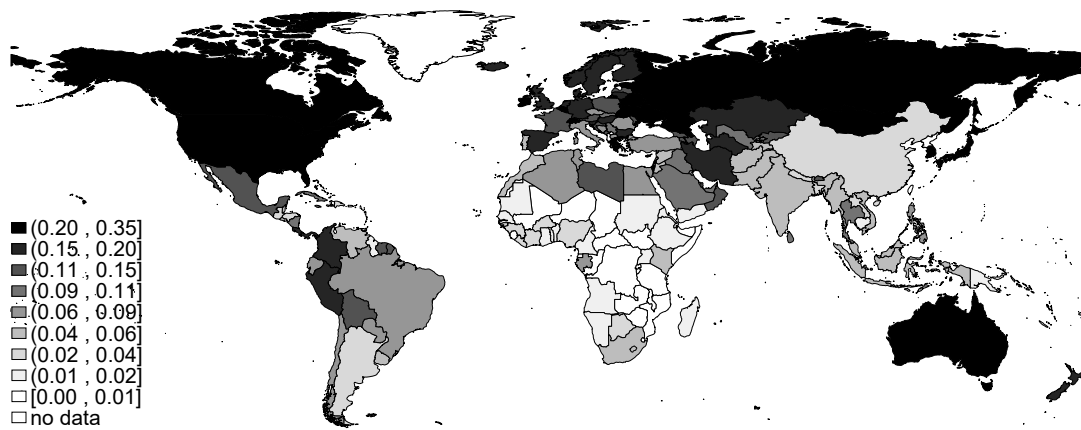 (0.20 , 0.35]
(0.15 , 0.20]
(0.11 , 0.15]
(0.09 , 0.11]
(0.06 , 0.09]
(0.04 , 0.06]
(0.02 , 0.04]
(0.01 , 0.02]
[0.00 , 0.01]
no data